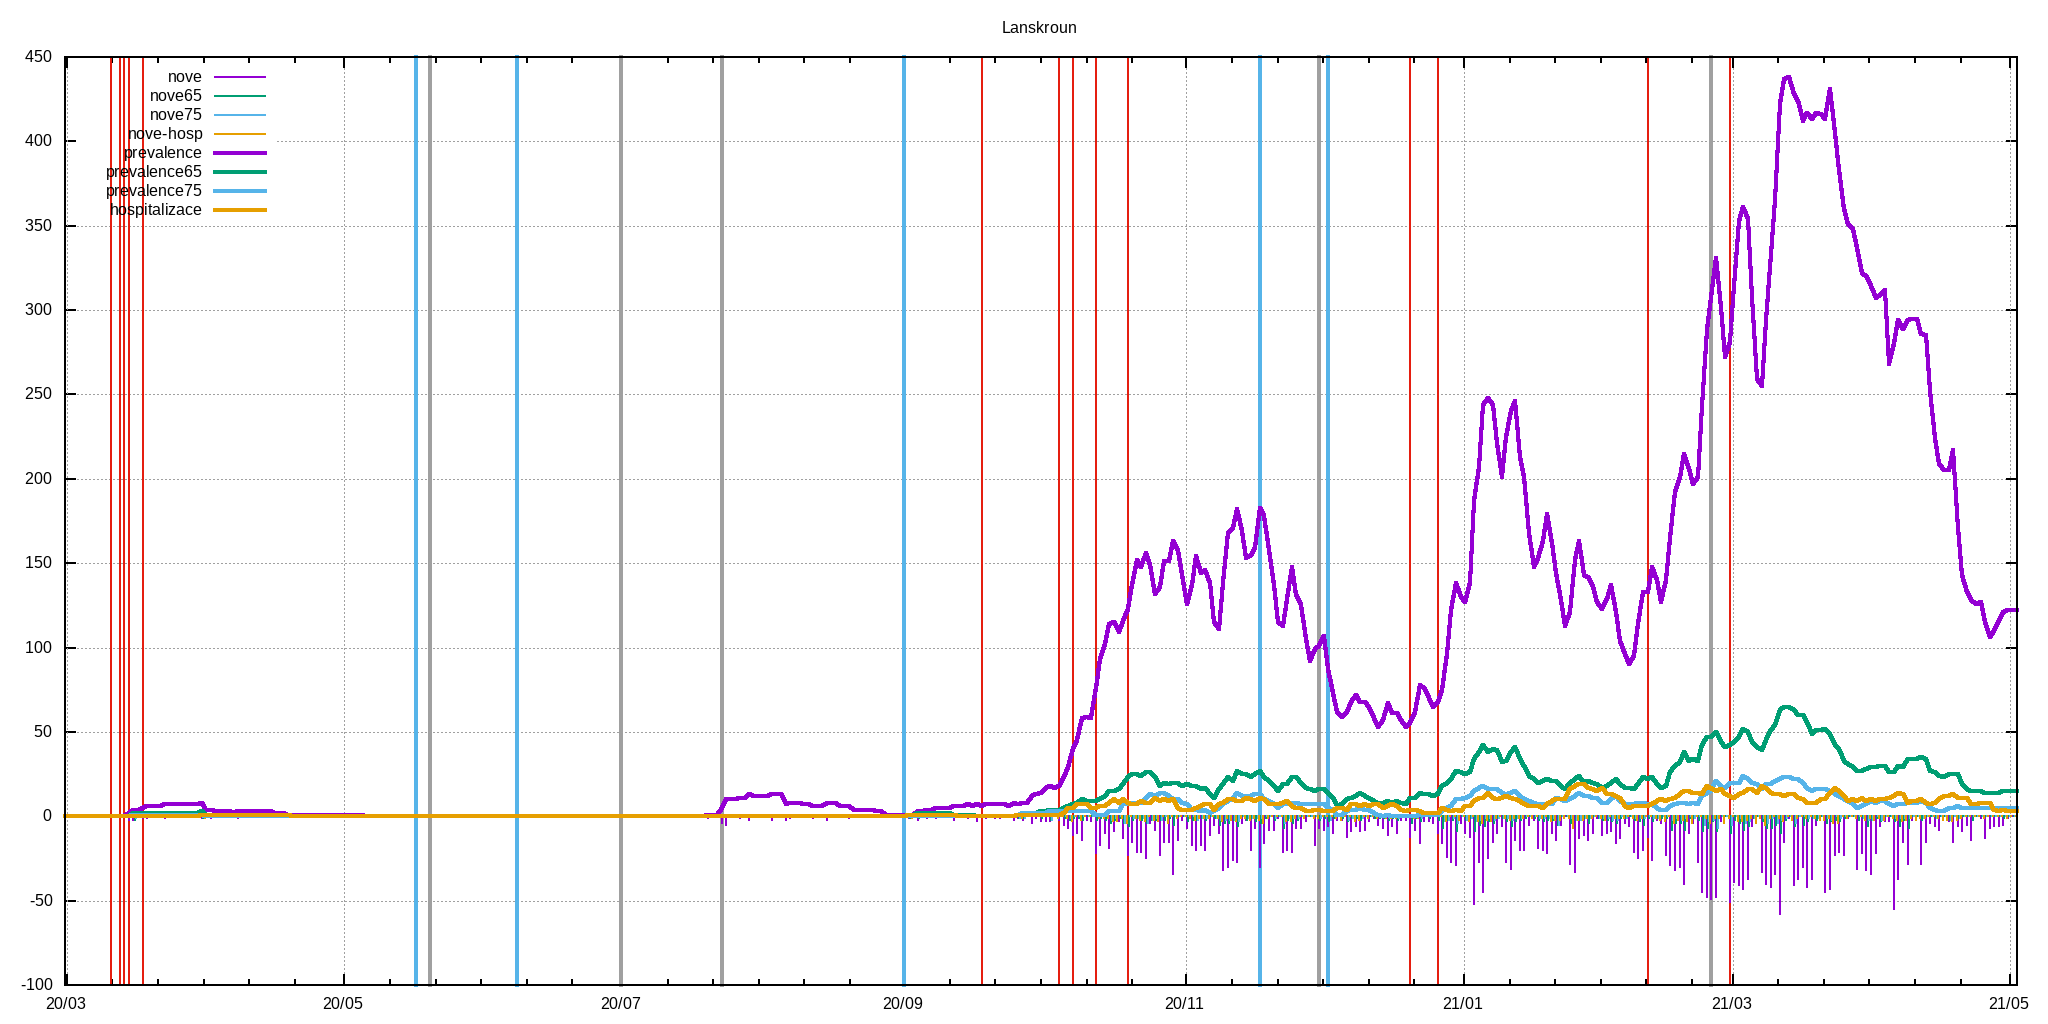 Lanskroun
450
400
350
300
250
200
150
100
50
0
-50
-100
nove
nove65
nove75
nove-hosp
prevalence
prevalence65
prevalence75
hospitalizace
20/03 20/05 20/07 20/09 20/11 21/01 21/03 21/05